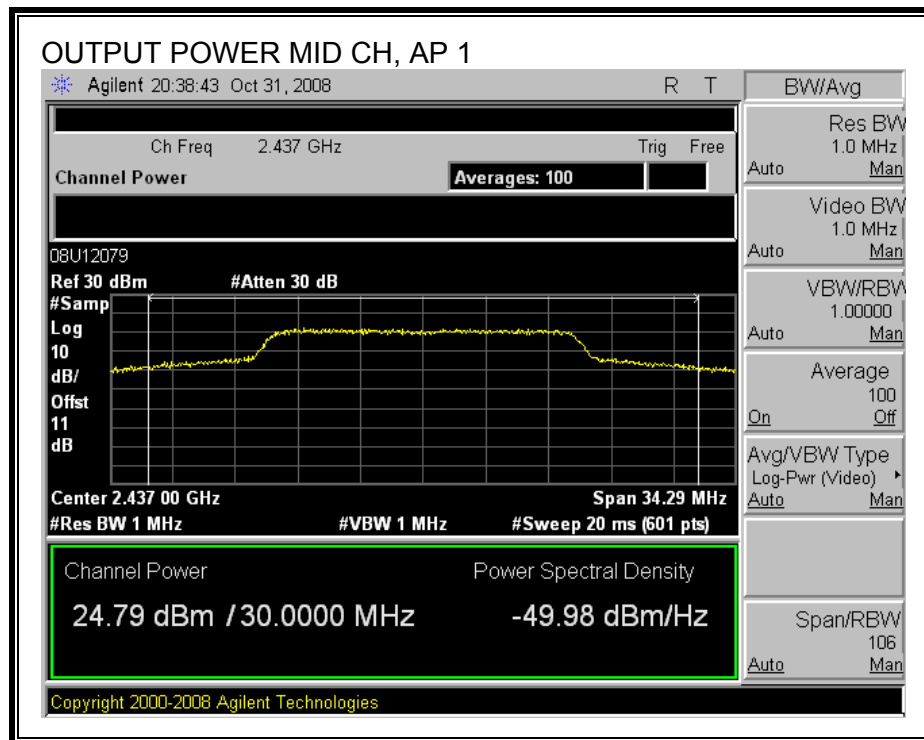 OUTPUT POWER MID CH, AP 1
Agilent 20:38:43 Oct 31, 2008 R T
BW/Avg
Ch Freq 2.437 GHz Trig Free
Channel Power Averages: 100
08U12079
Ref 30 dBm #Atten 30 dB
#Samp
Log
10
dB/
Offst
11
dB
Center 2.437 00 GHz Span 34.29 MHz
#Res BW 1 MHz #VBW 1 MHz #Sweep 20 ms (601 pts)
Channel Power Power Spectral Density
24.79 dBm / 30.0000 MHz -49.98 dBm/Hz
Copyright 2000-2008 Agilent Technologies
Res BW
1.0 MHz
Auto Man
Video BW
1.0 MHz
Auto Man
VBW/RBW
1.00000
Auto Man
Average
100
On Off
Avg/VBW Type
Log-Pwr (Video)
Auto Man
Span/RBW
106
Auto Man